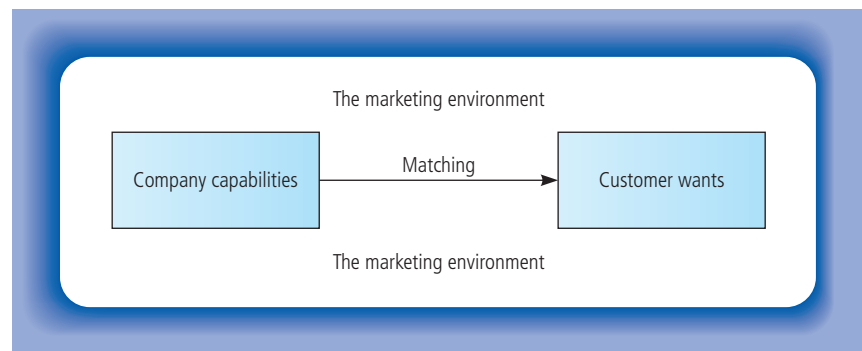 The marketing environment
Company capabilities
Matching
Customer wants
The marketing environment